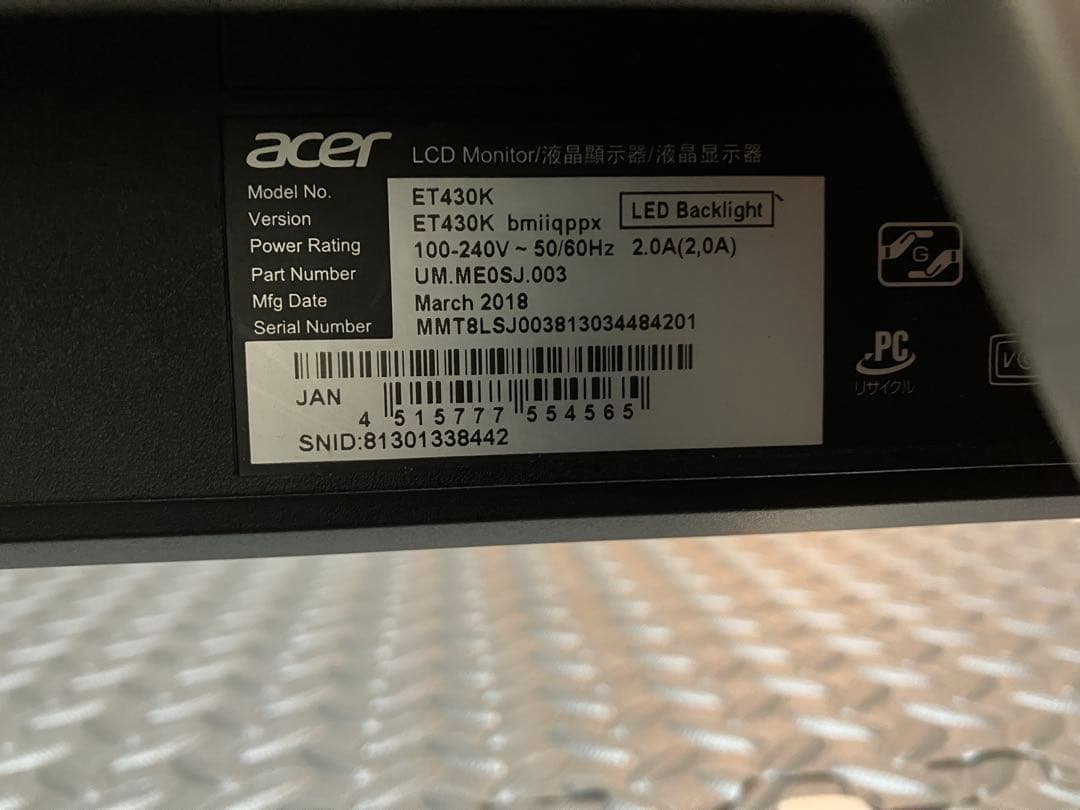 acer LCD Monitor/液晶顯示器/液晶显示器
Model No. ET430K
Version ET430K bmiiqppx LED Backlight
Power Rating 100-240V ~ 50/60Hz 2.0A(2,0A)
Part Number UM.ME0SJ.003
Mfg Date March 2018
Serial Number MMT8LSJ003813034484201
JAN
4 515777 554565
SNID:81301338442
G
PC
リサイクル